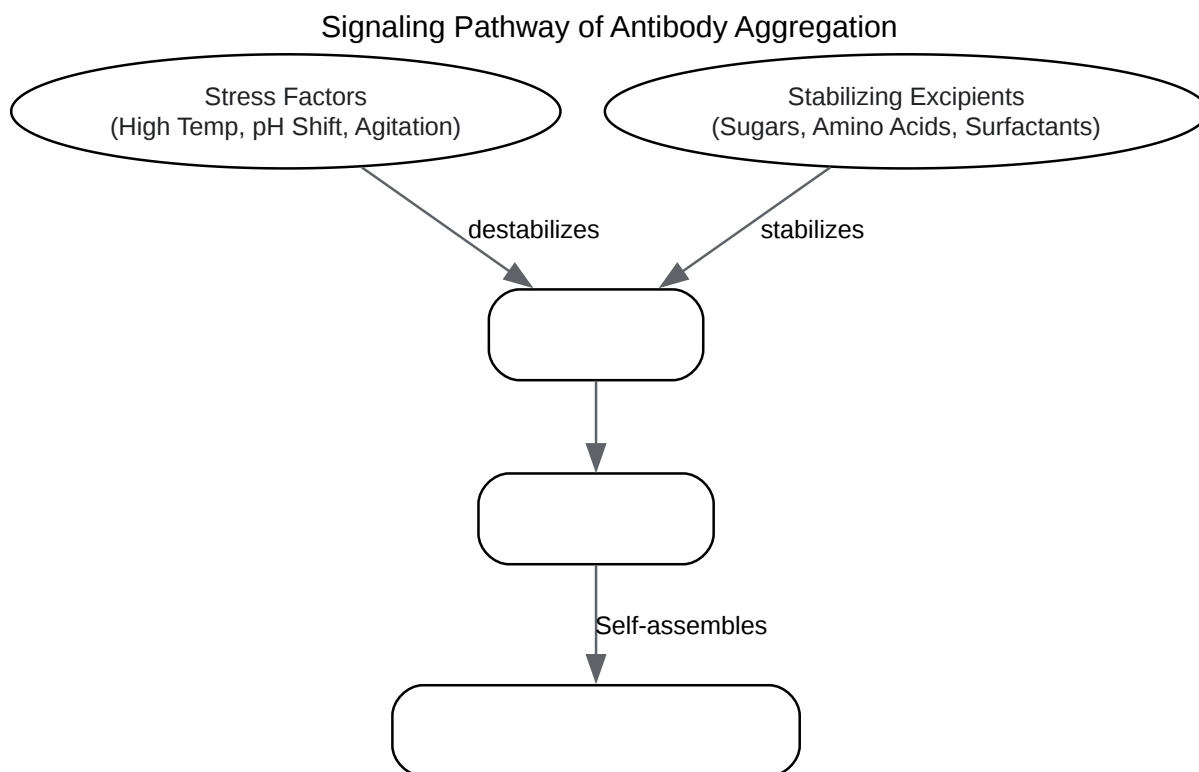 Signaling Pathway of Antibody Aggregation
Stress Factors
(High Temp, pH Shift, Agitation)
Stabilizing Excipients
(Sugars, Amino Acids, Surfactants)
destabilizes
stabilizes
Self-assembles